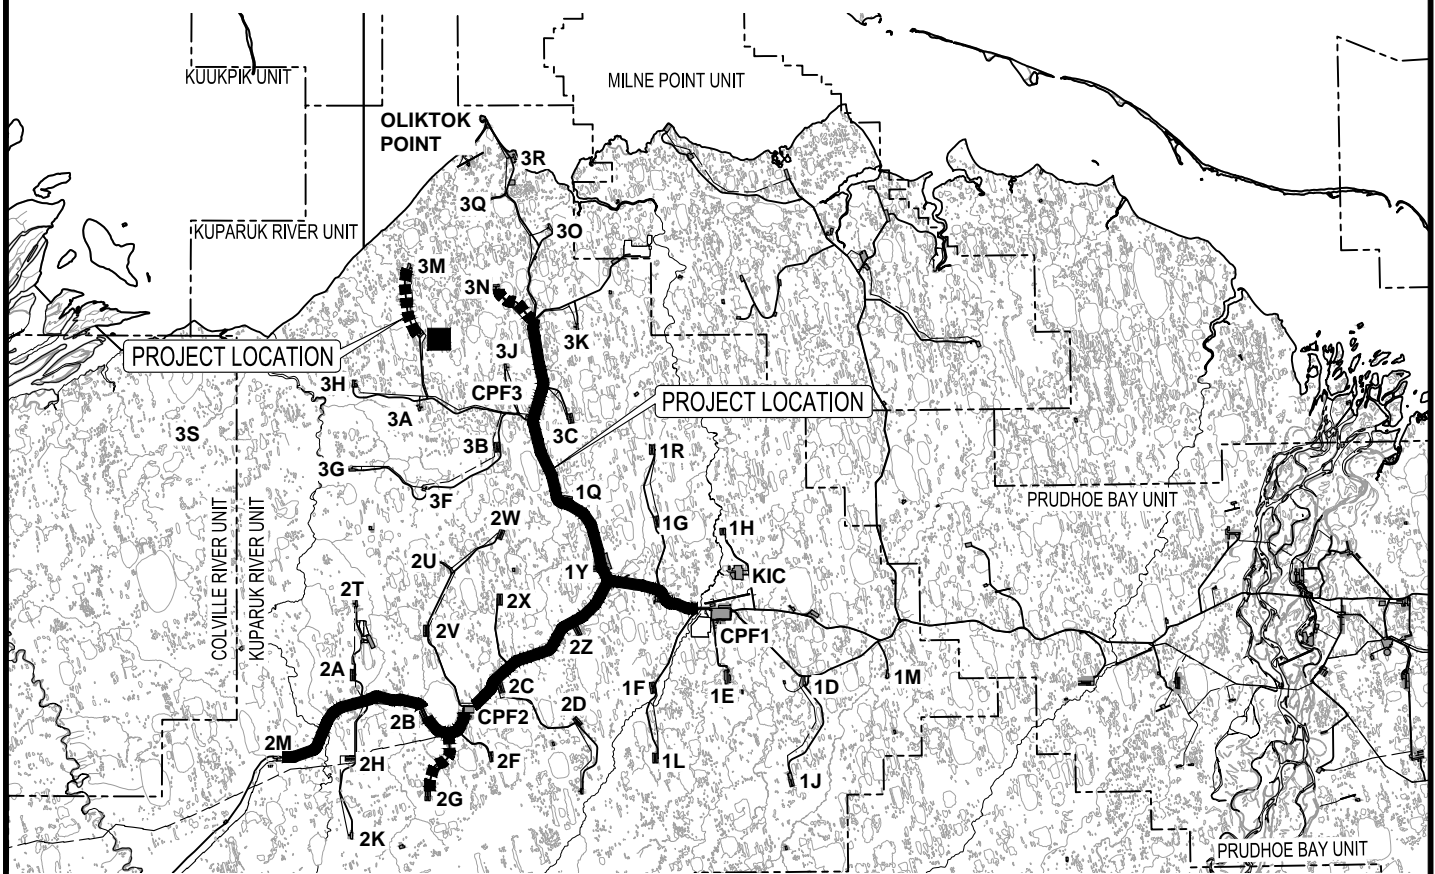 KUUKPIK UNIT
MILNE POINT UNIT
OLIKTOK
POINT
3R
3Q
KUPARUK RIVER UNIT
3O
3M
3N
3K
PROJECT LOCATION
3J
3H
CPF3
PROJECT LOCATION
3A
3C
3S
3B
1R
3G
3F
1Q
PRUDHOE BAY UNIT
2W
1G
1H
COLVILLE RIVER UNIT
KUPARUK RIVER UNIT
2U
1Y
KIC
2T
2X
2V
2Z
CPF1
2A
2C
1F
1E
1D
1M
2B
CPF2
2D
2M
2H
2F
1L
1J
2G
2K
PRUDHOE BAY UNIT